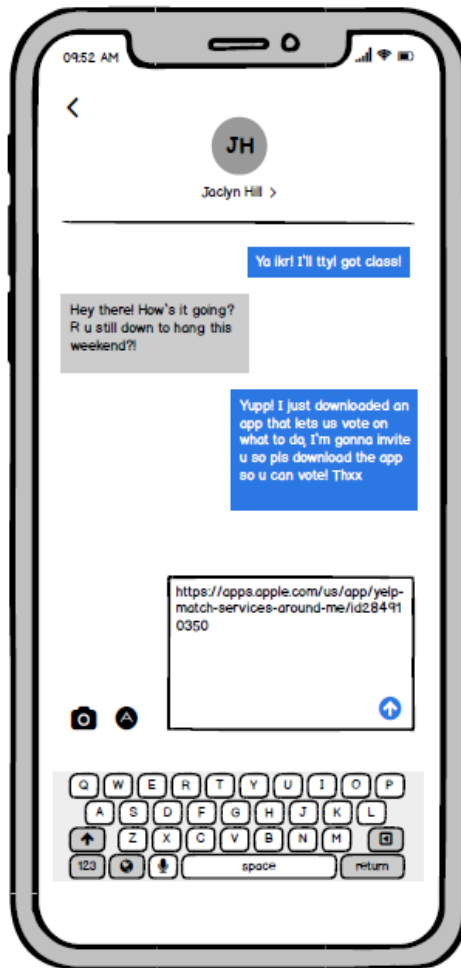 09:52 AM
JH
Jaclyn Hill >
Ya ikr! I'll ttyl got class!
Hey there! How's it going?
R u still down to hang this
weekend?!
Yupp! I just downloaded an
app that lets us vote on
what to do, I'm gonna invite
u so pls download the app
so u can vote! Thxx
https://apps.apple.com/us/app/yelp-
match-services-around-me/id28491
0350
A
Q W E R T Y U I O P
A S D F G H J K L
Z X C V B N M
123 space return